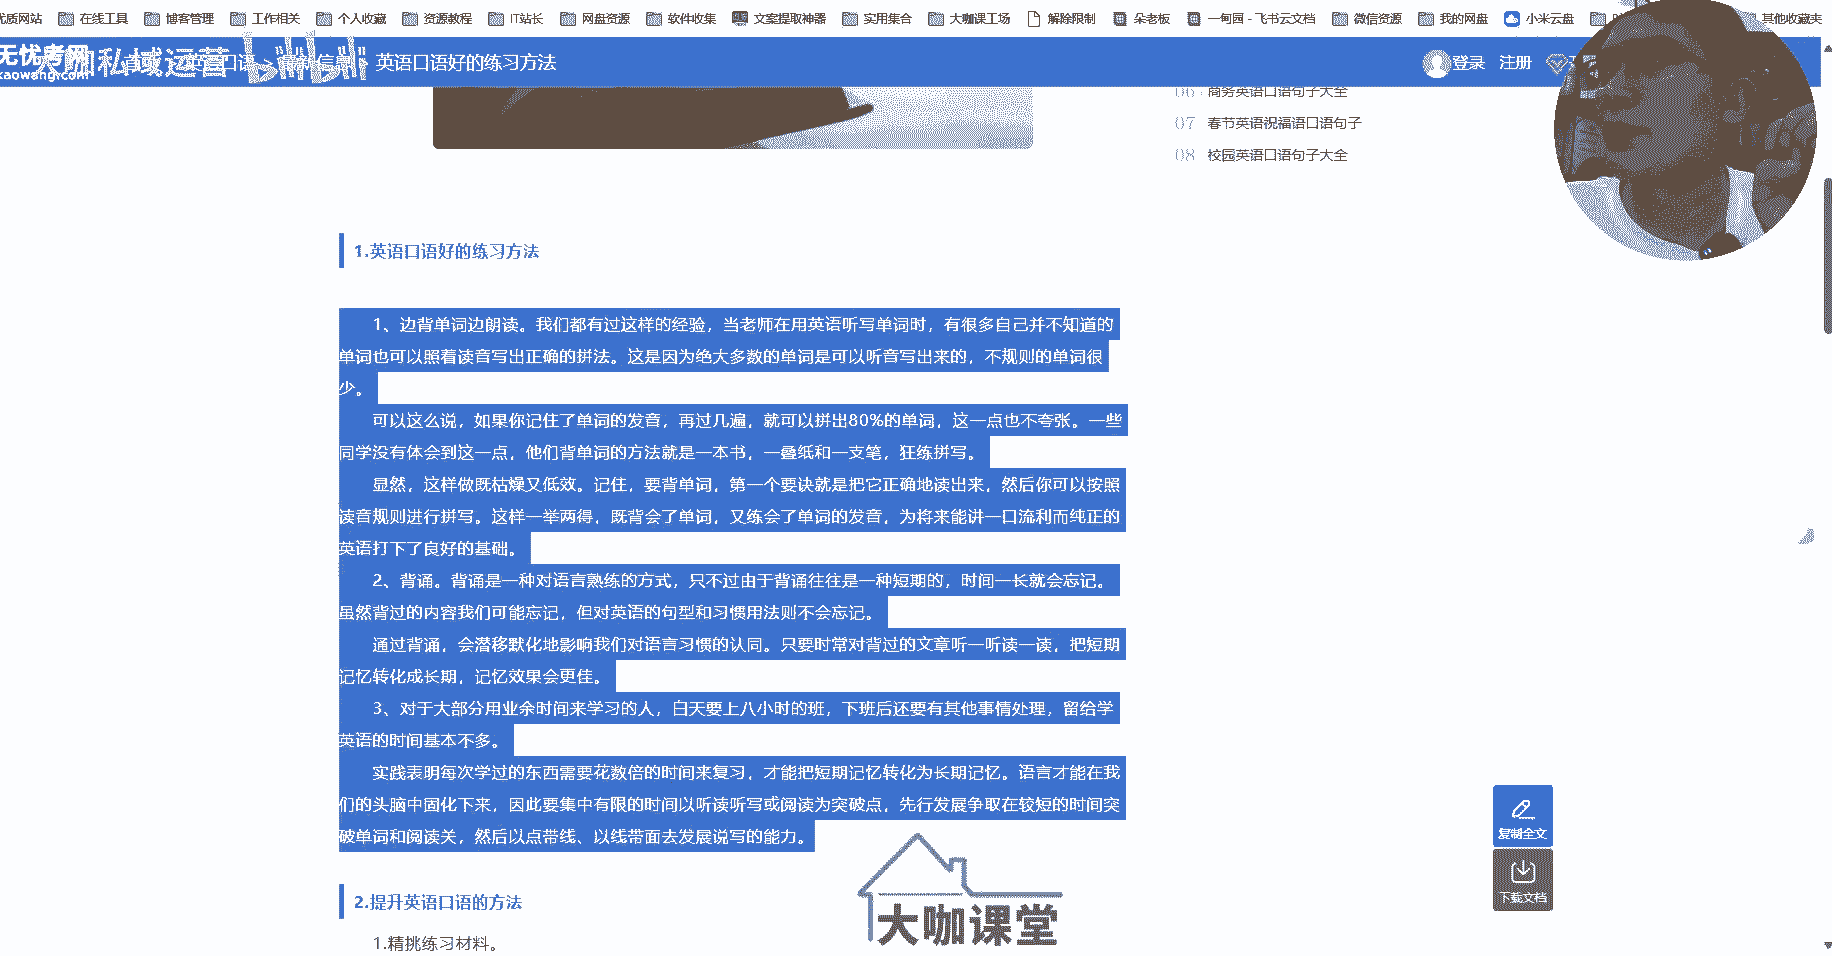 优质网站 在线工具 博客管理 工作相关 个人收藏 资源教程 IT站长 网盘资源 软件收集 文案提取神器 实用集合 大咖课工场 解除限制 朵老板 一甸园 - 飞书云文档 微信资源 我的网盘 小米云盘 其他收藏夹
无忧考网
kaowang.com
大咖私域运营 bilibili
英语口语好的练习方法
登录 注册
06 商务英语口语句子大全
07 春节英语祝福语口语句子
08 校园英语口语句子大全
1.英语口语好的练习方法
1、边背单词边朗读。我们都有过这样的经验，当老师在用英语听写单词时，有很多自己并不知道的
单词也可以照着读音写出正确的拼法。这是因为绝大多数的单词是可以听音写出来的，不规则的单词很
少。
可以这么说，如果你记住了单词的发音，再过几遍，就可以拼出80%的单词，这一点也不夸张。一些
同学没有体会到这一点，他们背单词的方法就是一本书，一叠纸和一支笔，狂练拼写。
显然，这样做既枯燥又低效。记住，要背单词，第一个要诀就是把它正确地读出来，然后你可以按照
读音规则进行拼写。这样一举两得，既背会了单词，又练会了单词的发音，为将来能讲一口流利而纯正的
英语打下了良好的基础。
2、背诵。背诵是一种对语言熟练的方式，只不过由于背诵往往是一种短期的，时间一长就会忘记。
虽然背过的内容我们可能忘记，但对英语的句型和习惯用法则不会忘记。
通过背诵，会潜移默化地影响我们对语言习惯的认同。只要时常对背过的文章听一听读一读，把短期
记忆转化成长期，记忆效果会更佳。
3、对于大部分用业余时间来学习的人，白天要上八小时的班，下班后还要有其他事情处理，留给学
英语的时间基本不多。
实践表明每次学过的东西需要花数倍的时间来复习，才能把短期记忆转化为长期记忆。语言才能在我
们的头脑中固化下来，因此要集中有限的时间以听读听写或阅读为突破点，先行发展争取在较短的时间突
破单词和阅读关，然后以点带线、以线带面去发展说写的能力。
复制全文
下载文档
大咖课堂
2.提升英语口语的方法
1.精挑练习材料。